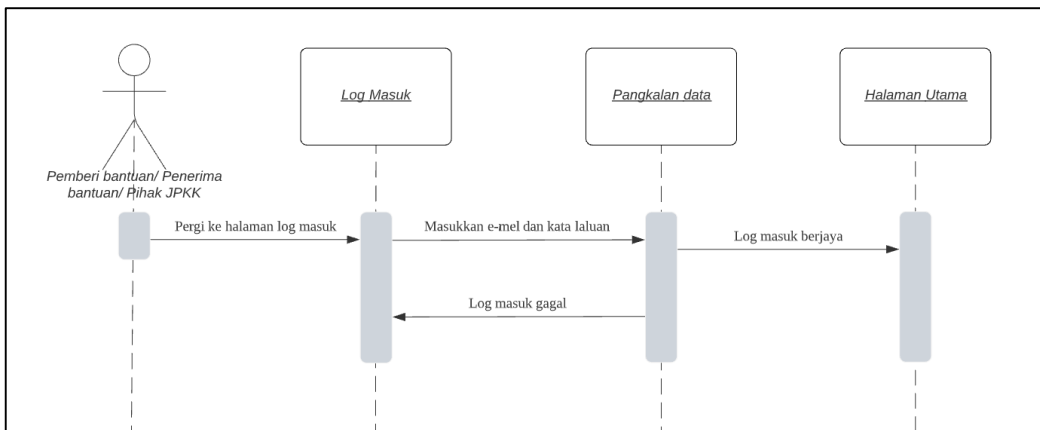 Log Masuk
Pangkalan data
Halaman Utama
Pemberi bantuan/ Penerima
bantuan/ Pihak JPKK
Pergi ke halaman log masuk
Masukkan e-mel dan kata laluan
Log masuk berjaya
Log masuk gagal